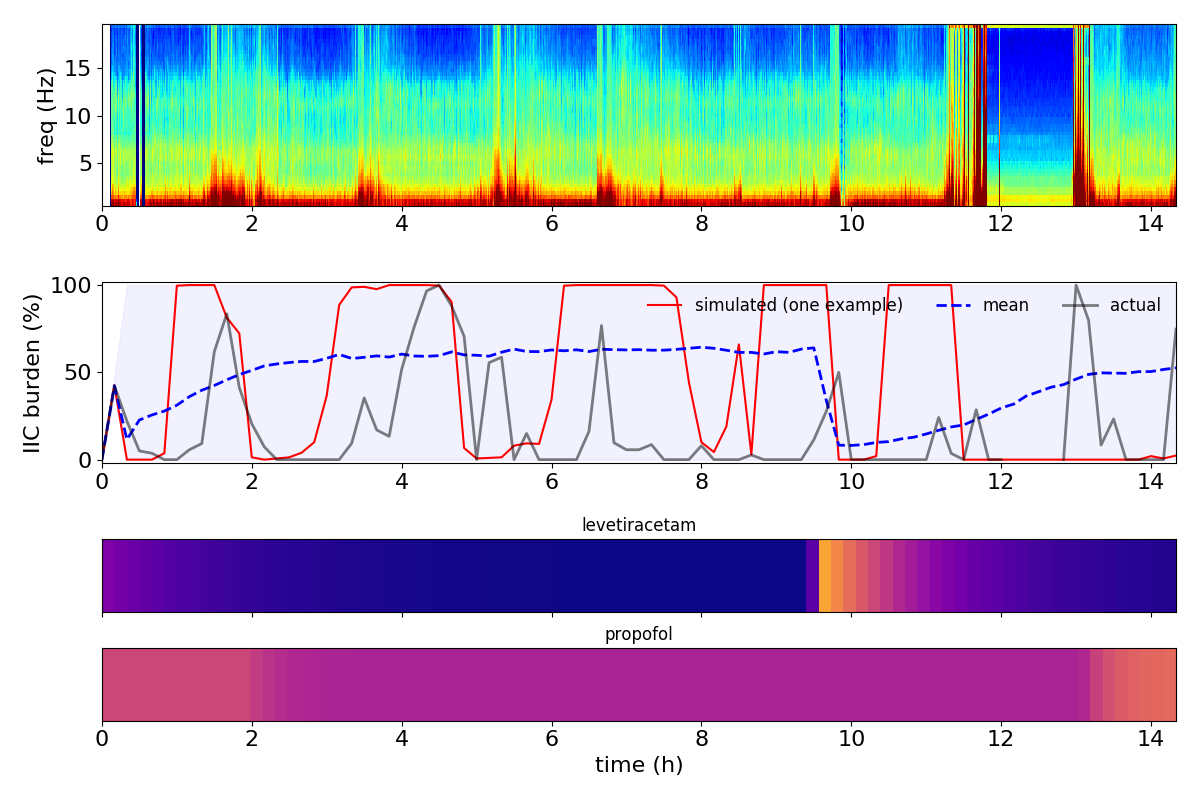 freq (Hz)
15
10
5
0 2 4 6 8 10 12 14
IIC burden (%)
100
50
0
simulated (one example) mean actual
0 2 4 6 8 10 12 14
levetiracetam
propofol
0 2 4 6 8 10 12 14
time (h)